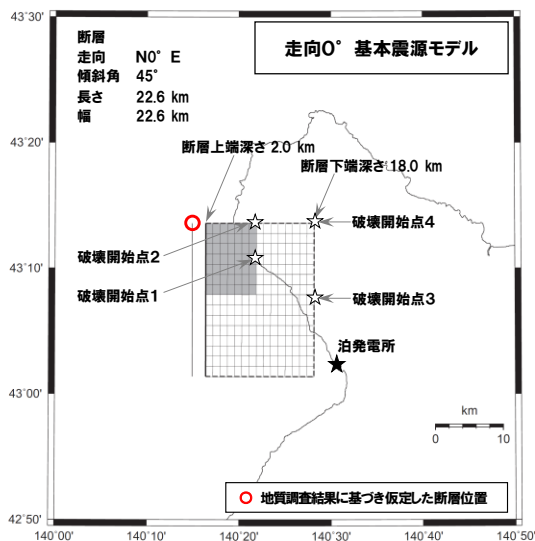 43°30'
断層
走向 N0°E
傾斜角 45°
長さ 22.6 km
幅 22.6 km
走向0° 基本震源モデル
43°20'
断層上端深さ 2.0 km
断層下端深さ 18.0 km
破壊開始点4
破壊開始点2
43°10'
破壊開始点1
破壊開始点3
泊発電所
43°00'
km
0 10
地質調査結果に基づき仮定した断層位置
42°50'
140°00' 140°10' 140°20' 140°30' 140°40' 140°50'